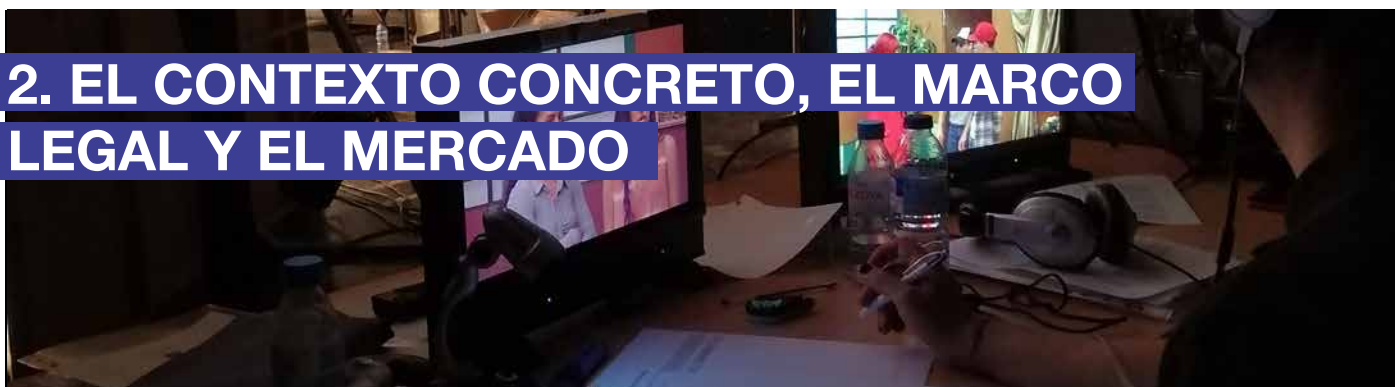 2. EL CONTEXTO CONCRETO, EL MARCO
LEGAL Y EL MERCADO